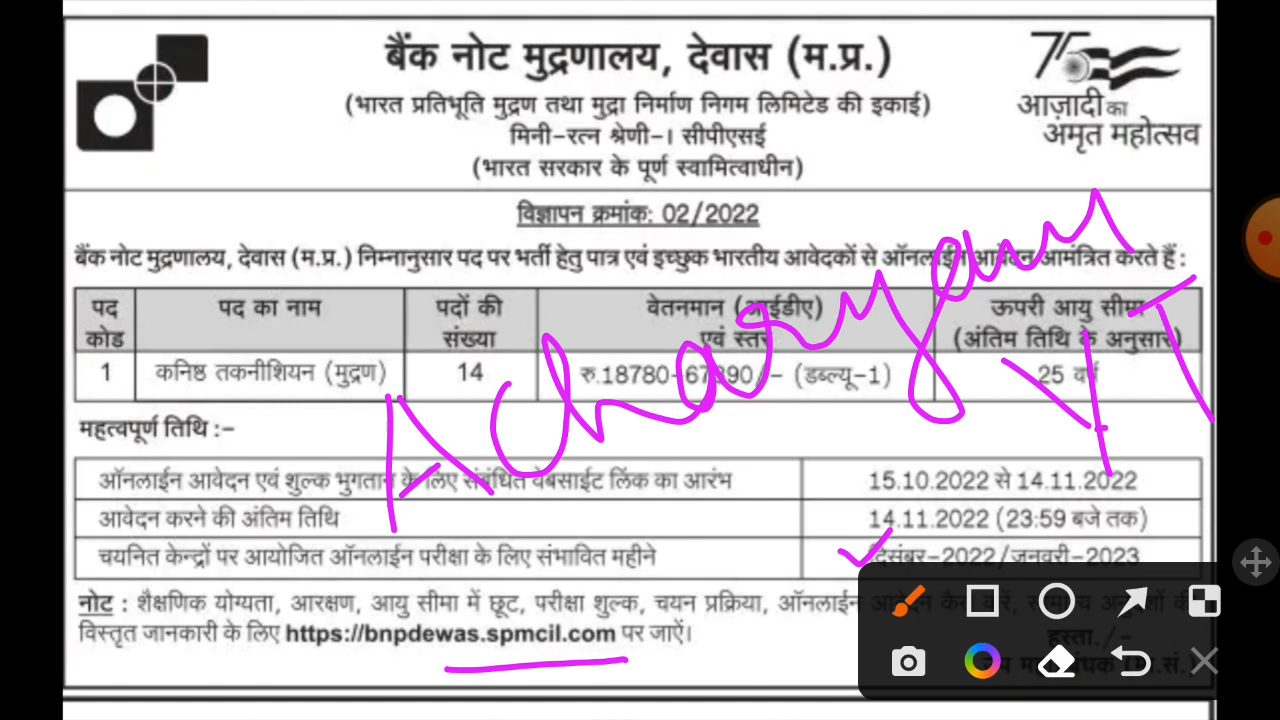 बैंक नोट मुद्रणालय, देवास (म.प्र.)
(भारत प्रतिभूति मुद्रण तथा मुद्रा निर्माण निगम लिमिटेड की इकाई)
मिनी-रत्न श्रेणी-I सीपीएसई
(भारत सरकार के पूर्ण स्वामित्वाधीन)
75
आज़ादी का
अमृत महोत्सव
विज्ञापन क्रमांक: 02/2022
बैंक नोट मुद्रणालय, देवास (म.प्र.) निम्नानुसार पद पर भर्ती हेतु पात्र एवं इच्छुक भारतीय आवेदकों से ऑनलाईन आवेदन आमंत्रित करते हैं :
पद कोड पद का नाम पदों की संख्या वेतनमान (आईडीए) एवं स्तर ऊपरी आयु सीमा (अंतिम तिथि के अनुसार)
1 कनिष्ठ तकनीशियन (मुद्रण) 14 रु.18780- /- (डब्ल्यू-1) 25 वर्ष
Acharyam YT
महत्वपूर्ण तिथि :-
ऑनलाईन आवेदन एवं शुल्क भुगतान के लिए संबंधित वेबसाईट लिंक का आरंभ 15.10.2022 से 14.11.2022
आवेदन करने की अंतिम तिथि 14.11.2022 (23:59 बजे तक)
चयनित केन्द्रों पर आयोजित ऑनलाईन परीक्षा के लिए संभावित महीने दिसंबर-2022/जनवरी-2023
नोट : शैक्षणिक योग्यता, आरक्षण, आयु सीमा में छूट, परीक्षा शुल्क, चयन प्रक्रिया, ऑनलाईन
विस्तृत जानकारी के लिए https://bnpdewas.spmcil.com पर जाऐं।
हस्ता./-